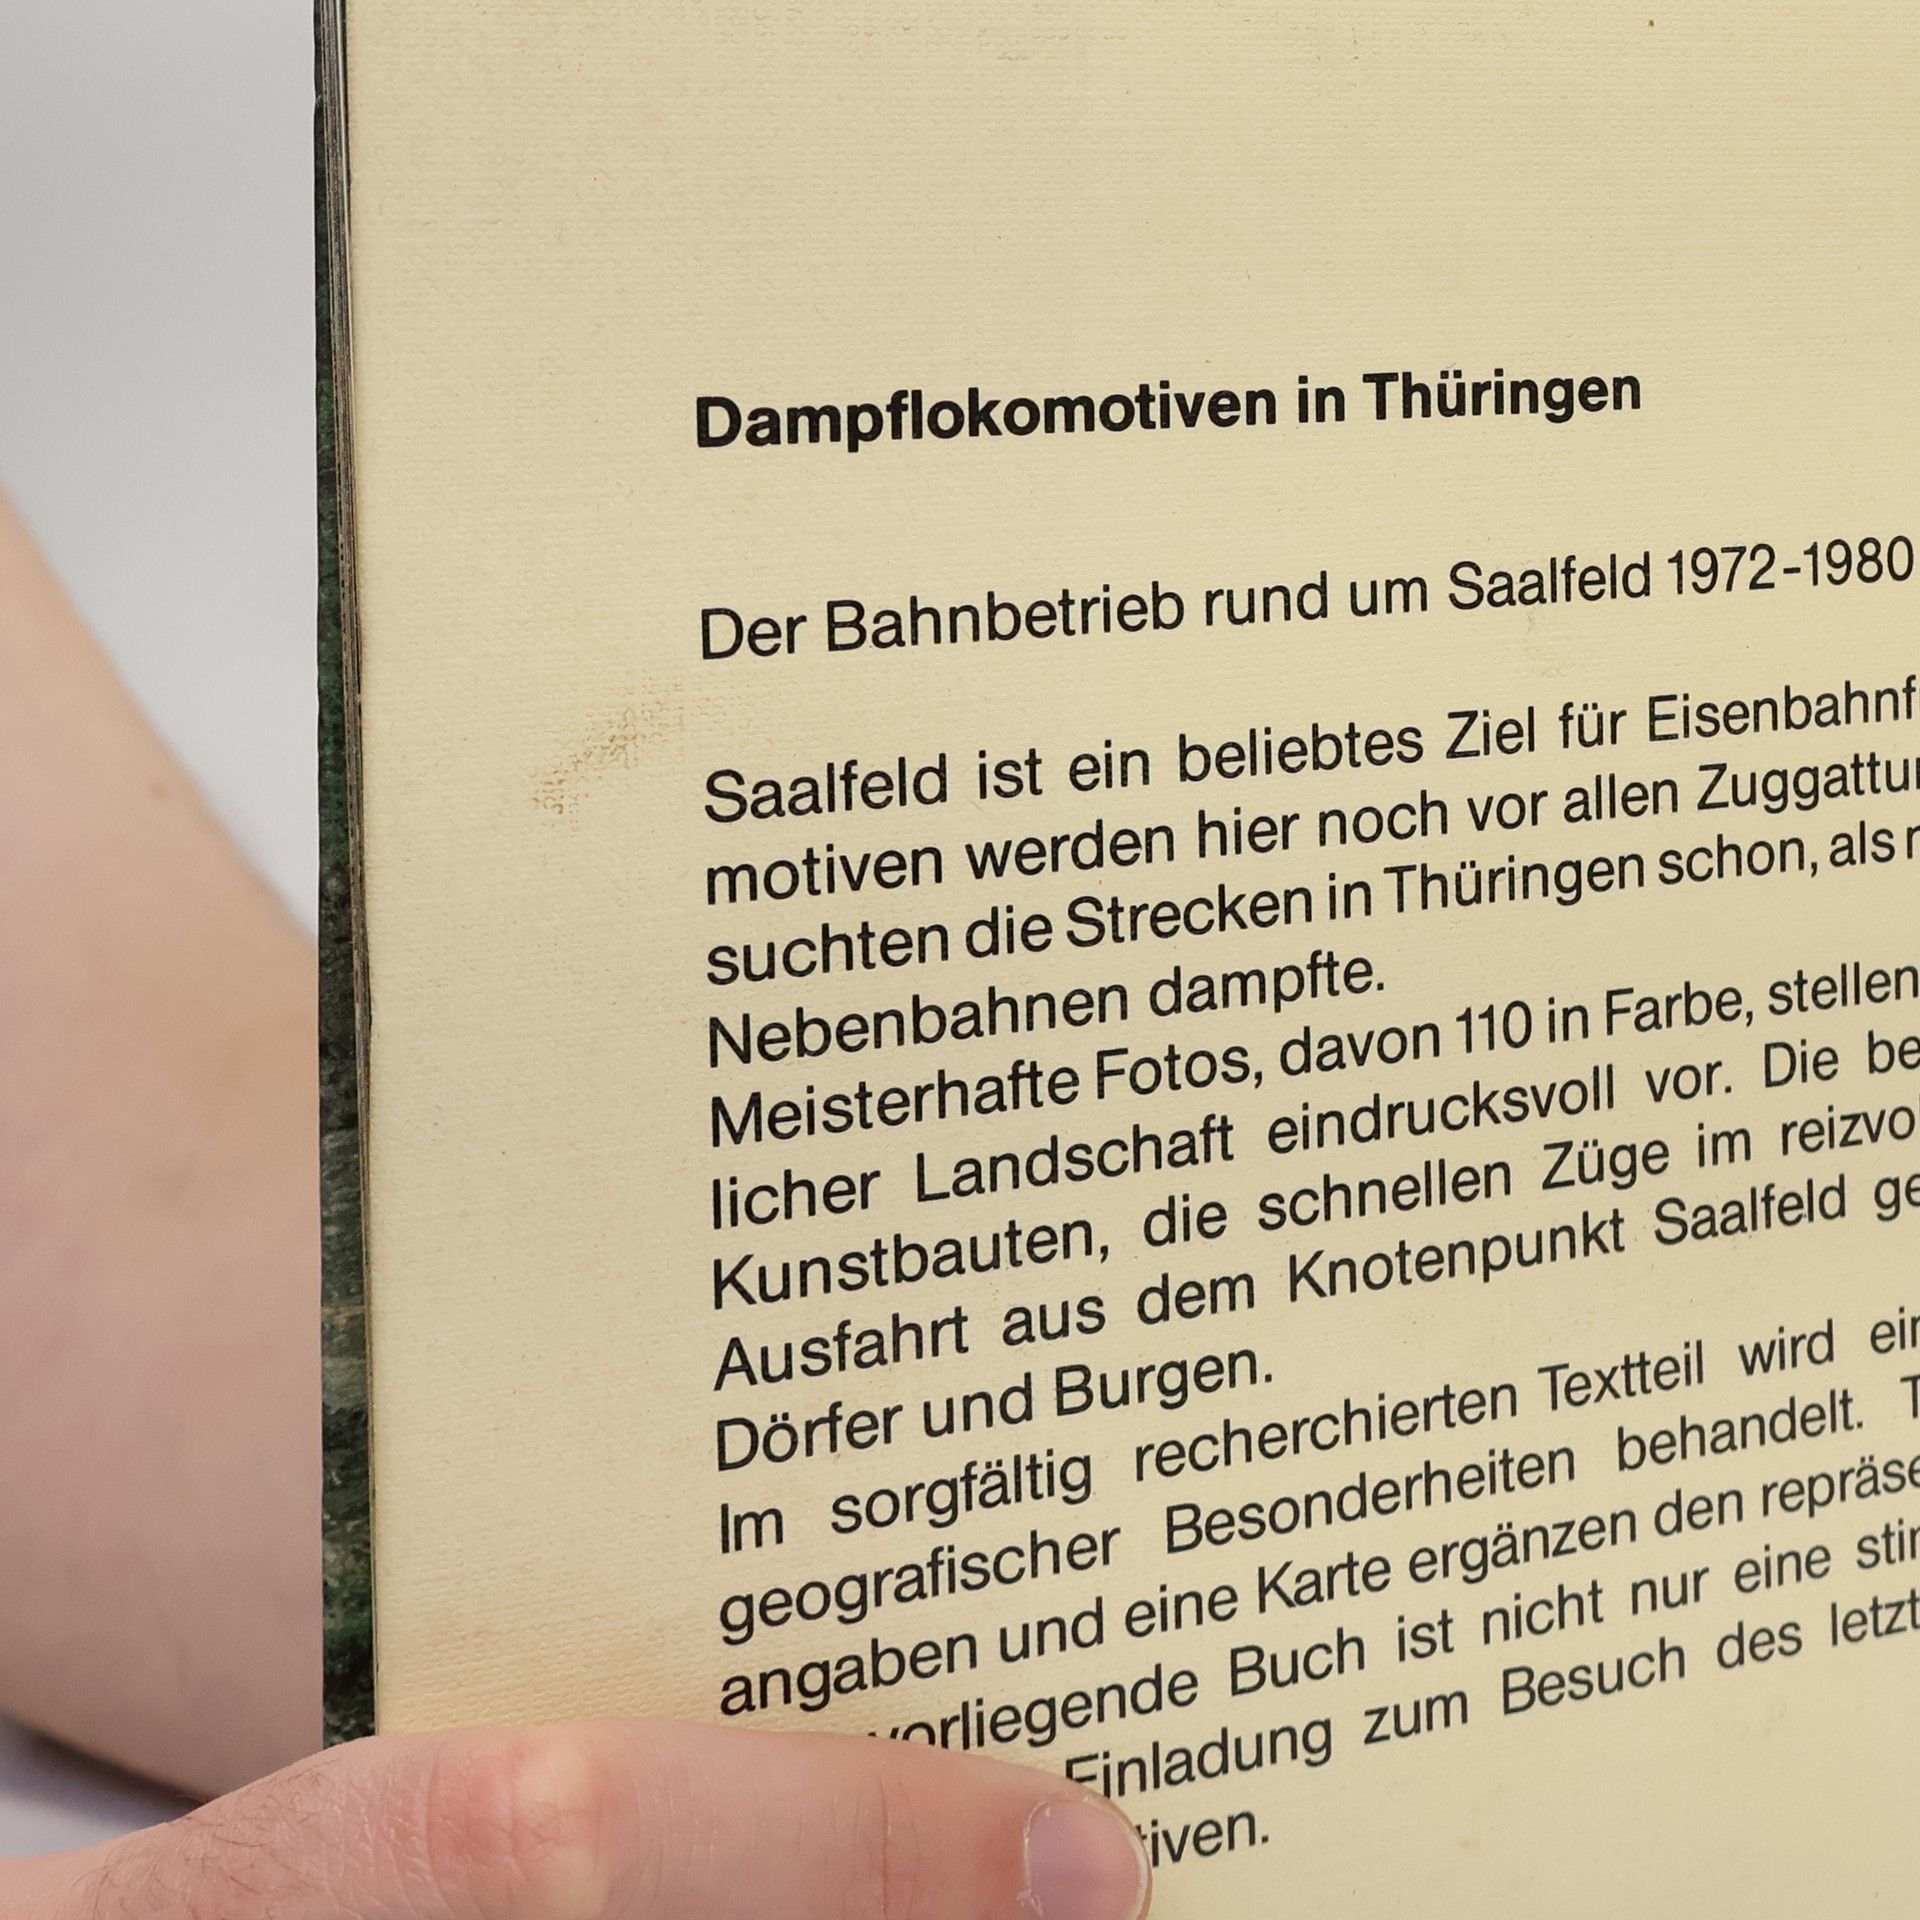 Dampflokomotiven in Thüringen
Der Bahnbetrieb rund um Saalfeld 1972-1980
Saalfeld ist ein beliebtes Ziel für Eisenbahnf
motiven werden hier noch vor allen Zuggattu
suchten die Strecken in Thüringen schon, als
Nebenbahnen dampfte.
Meisterhafte Fotos, davon 110 in Farbe, stellen
licher Landschaft eindrucksvoll vor. Die be
Kunstbauten, die schnellen Züge im reizvo
Ausfahrt aus dem Knotenpunkt Saalfeld ge
Dörfer und Burgen.
Im sorgfältig recherchierten Textteil wird ein
geografischer Besonderheiten behandelt. T
angaben und eine Karte ergänzen den repräse
vorliegende Buch ist nicht nur eine stim
Einladung zum Besuch des letzt
tiven.